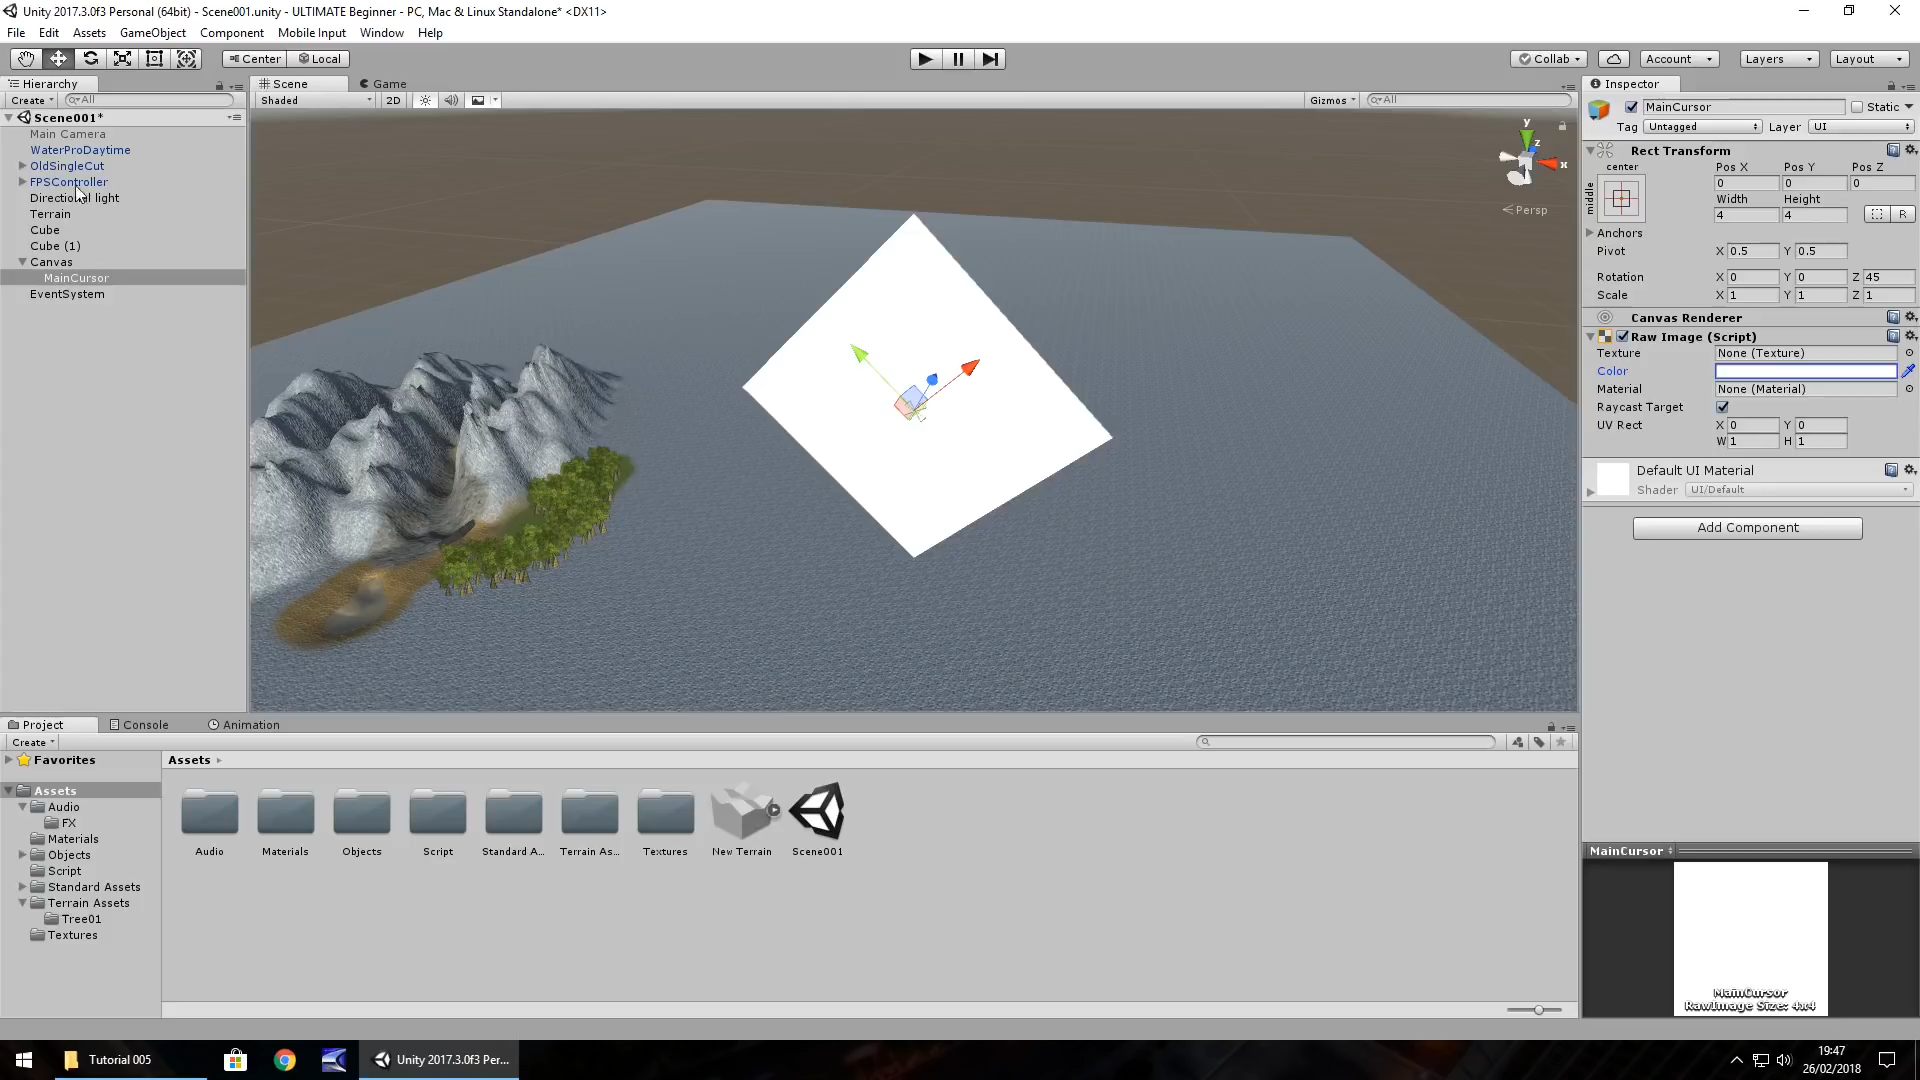 Unity 2017.3.0f3 Personal (64bit) - Scene001.unity - ULTIMATE Beginner - PC, Mac & Linux Standalone* <DX11>
File Edit Assets GameObject Component Mobile Input Window Help
Center Local Collab Account Layers Layout
Hierarchy
Create All
Scene001*
Main Camera
WaterProDaytime
OldSingleCut
FPSController
Directional light
Terrain
Cube
Cube (1)
Canvas
MainCursor
EventSystem
Scene Game
Shaded 2D Gizmos All
y
z
x
Persp
Inspector
MainCursor Static
Tag Untagged Layer UI
Rect Transform
center Pos X Pos Y Pos Z
middle 0 0 0
Width Height
4 4 R
Anchors
Pivot X 0.5 Y 0.5
Rotation X 0 Y 0 Z 45
Scale X 1 Y 1 Z 1
Canvas Renderer
Raw Image (Script)
Texture None (Texture)
Color
Material None (Material)
Raycast Target
UV Rect X 0 Y 0
W 1 H 1
Default UI Material
Shader UI/Default
Add Component
Project Console Animation
Create
Favorites
Assets
Audio
FX
Materials
Objects
Script
Standard Assets
Terrain Assets
Tree01
Textures
Assets
Audio Materials Objects Script Standard A... Terrain As... Textures New Terrain Scene001
MainCursor
MainCursor
RawImage Size: 4x4
Tutorial 005
Unity 2017.3.0f3 Per...
19:47
26/02/2018